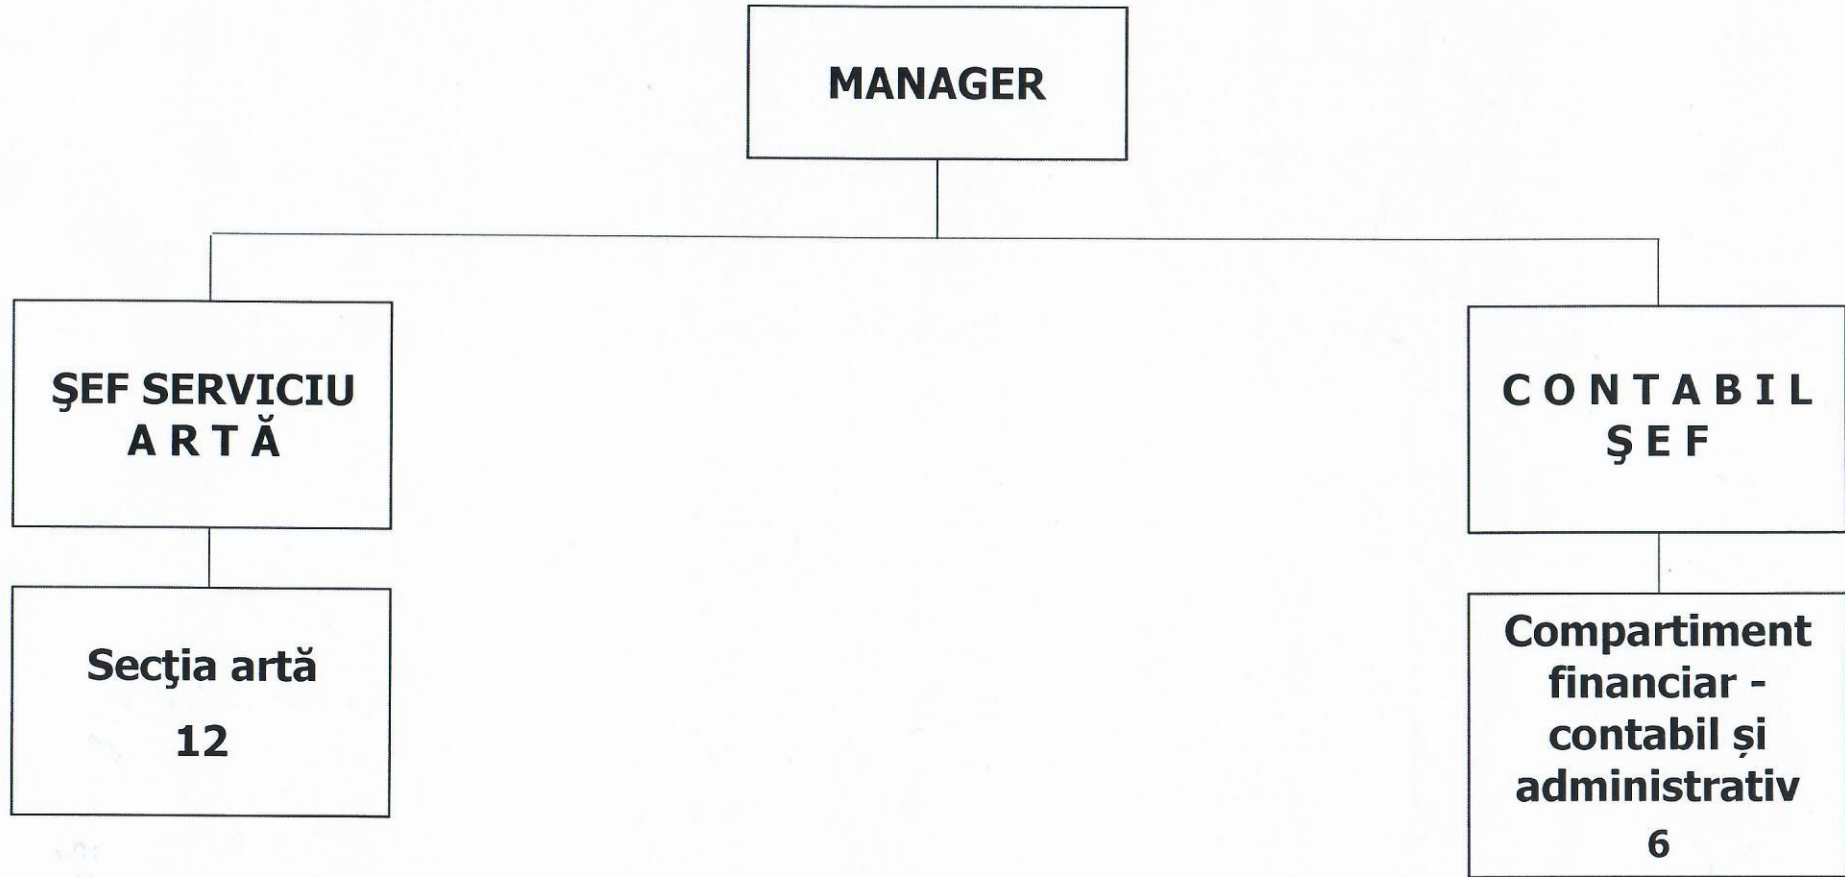 MANAGER
ŞEF SERVICIU
A R T Ă
C O N T A B I L
Ş E F
Secţia artă
12
Compartiment
financiar -
contabil și
administrativ
6